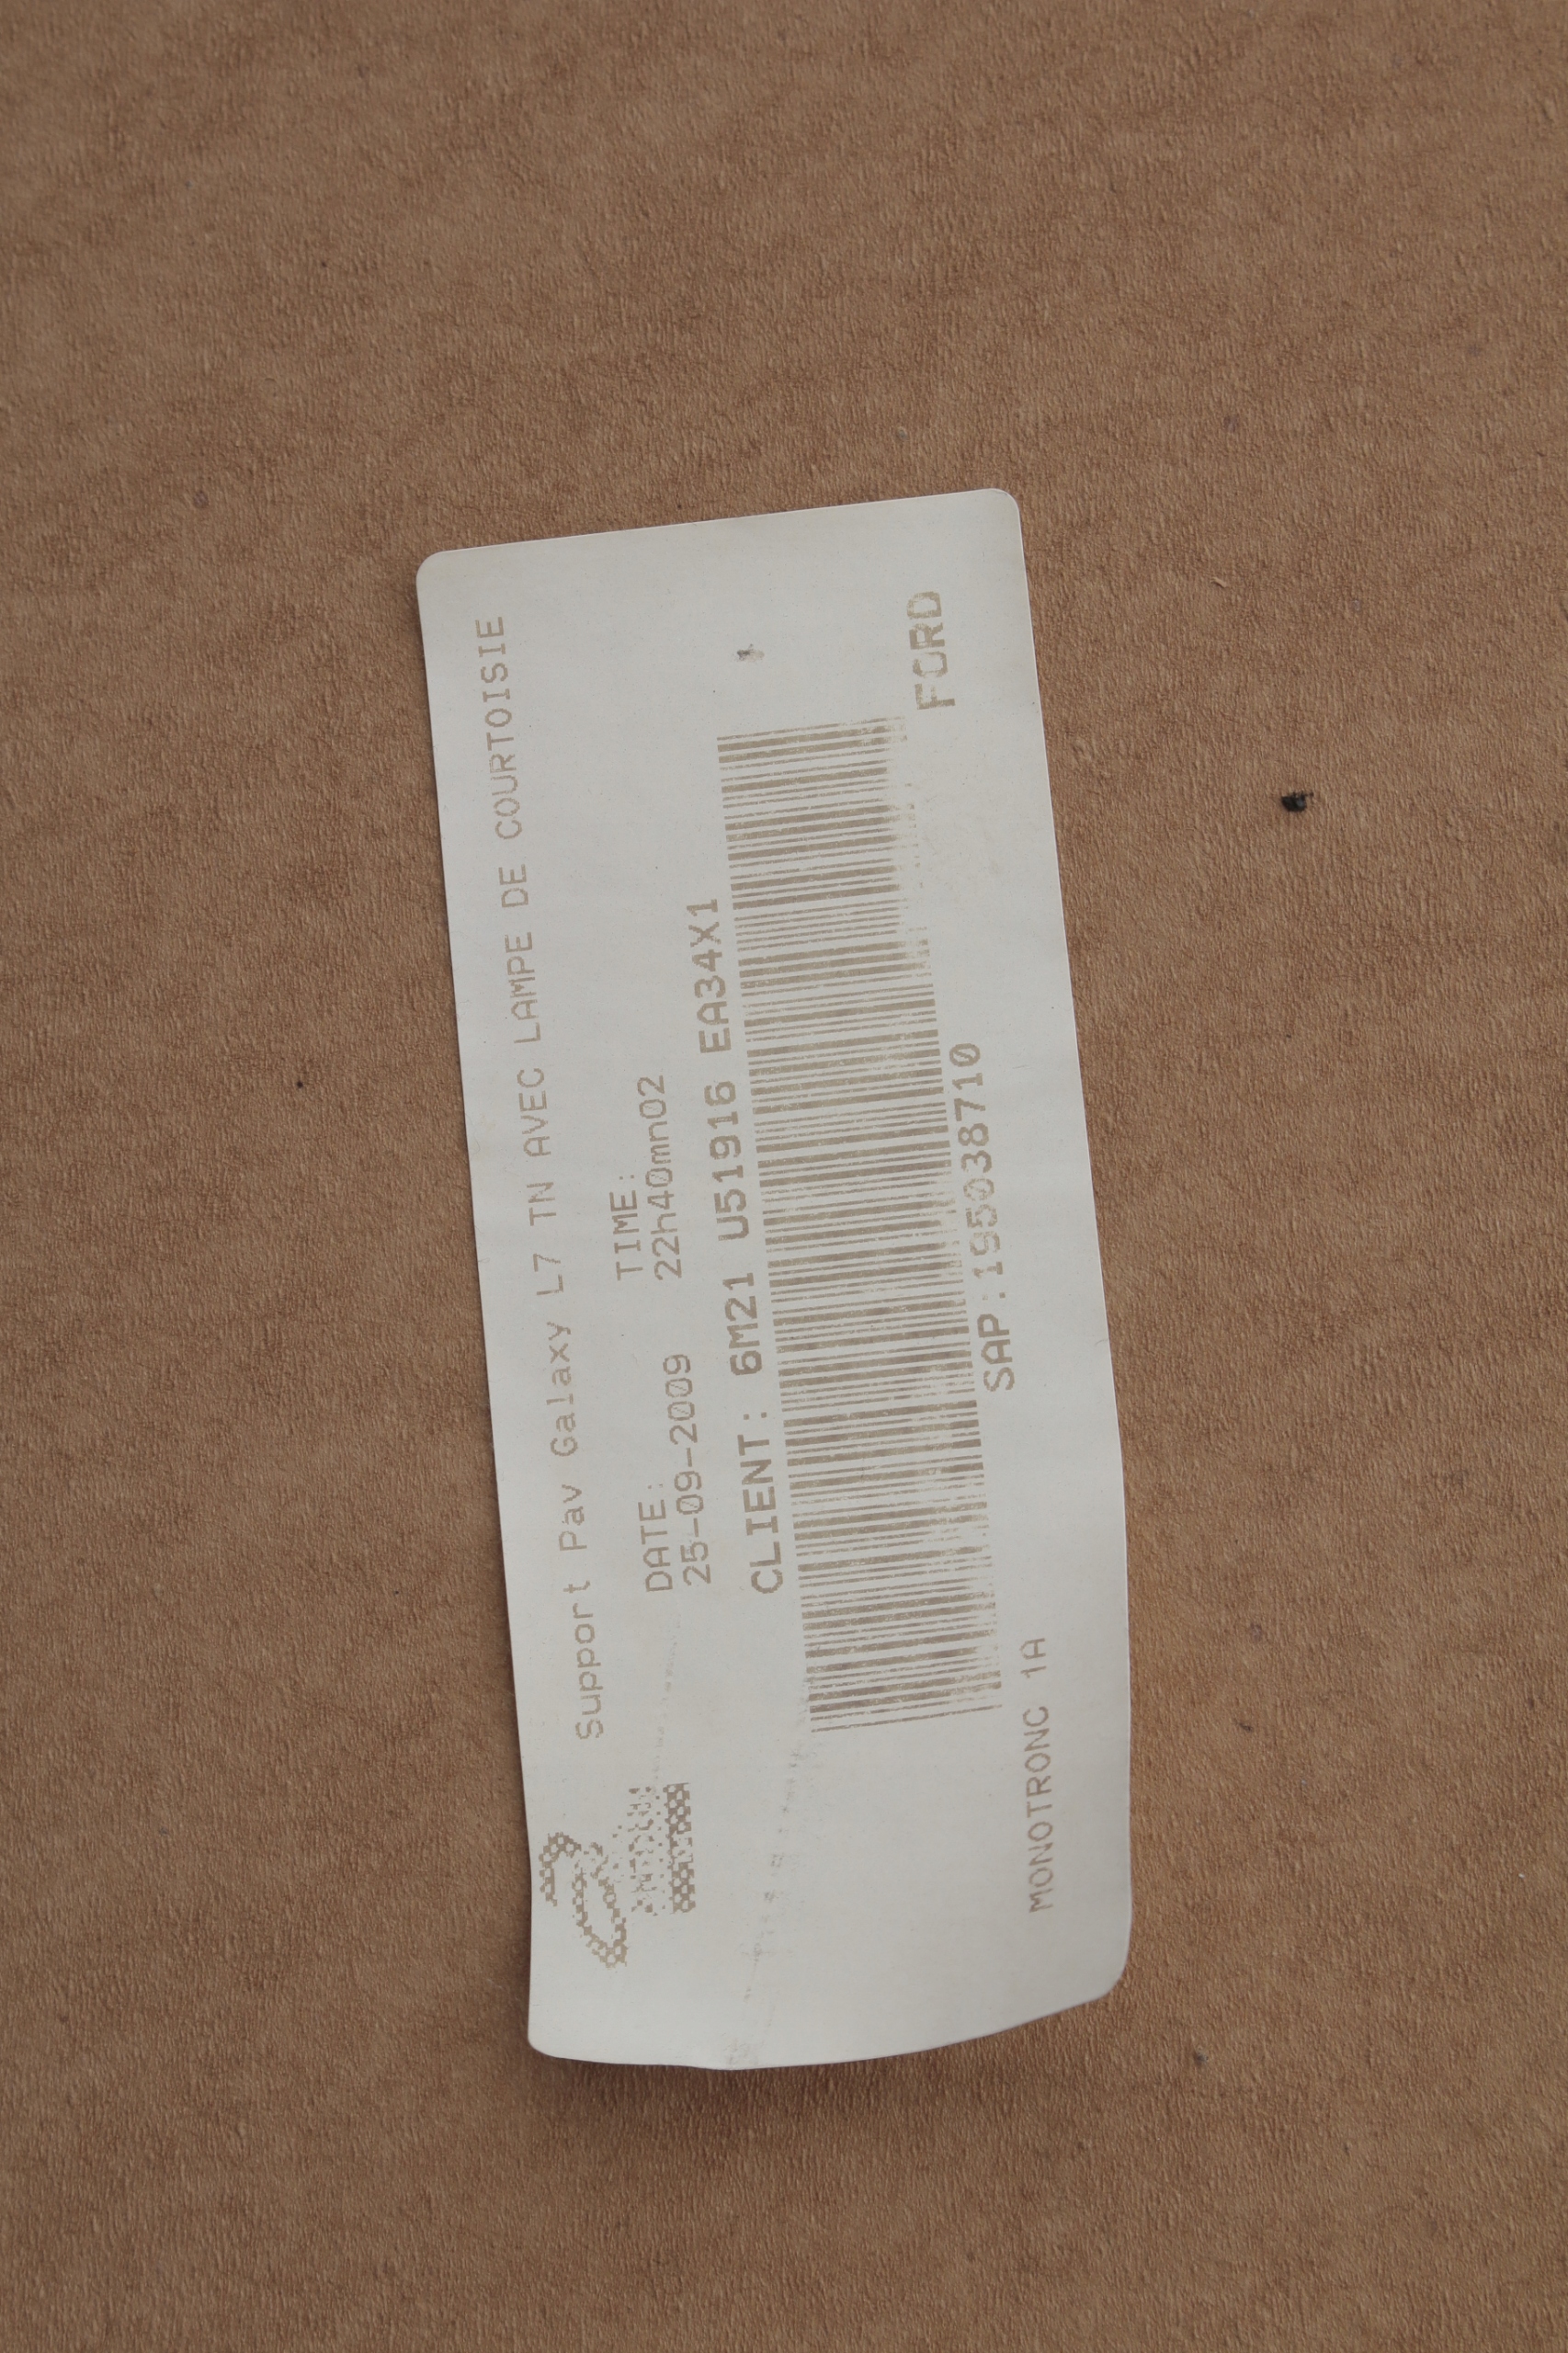 Support Pav Galaxy L7 TN AVEC LAMPE DE COURTOISIE
DATE: TIME:
25-09-2009 22h40mn02
CLIENT: 6M21 U51916 EA34X1
SAP:195038710
MONOTRONC 1A
FORD